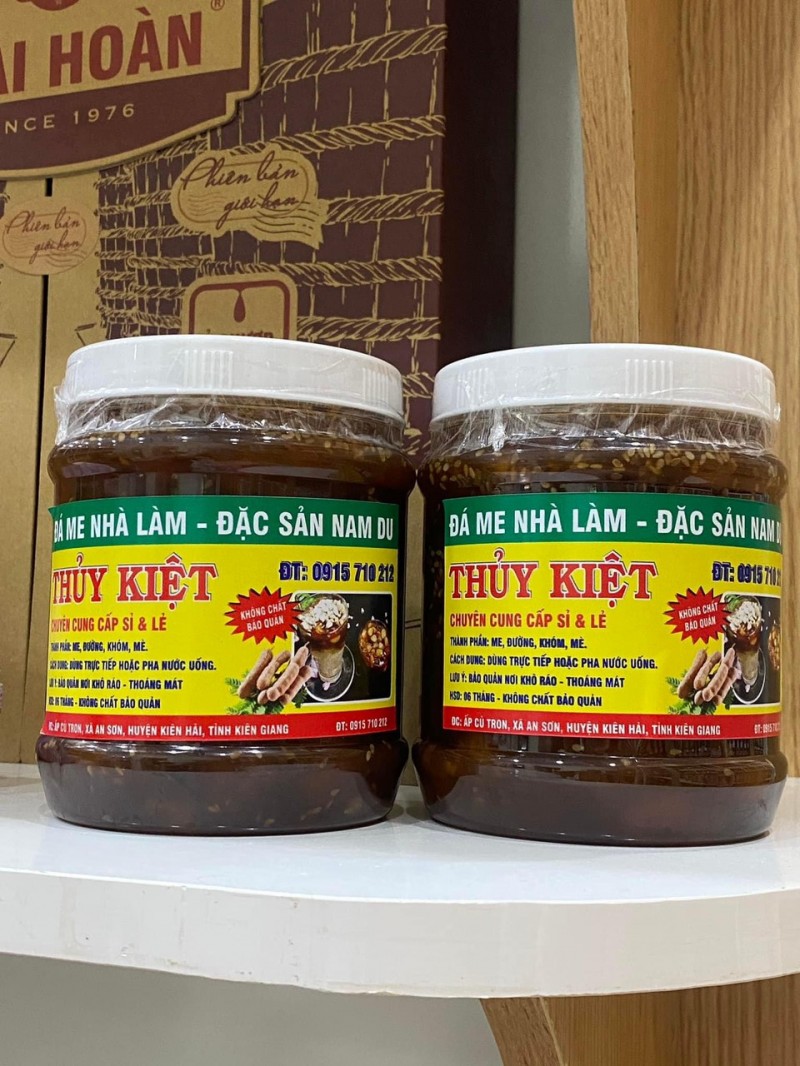 AI HOÀN®
NCE 1976
Phiên bản
giới hạn
Phiên bản
giới hạn
ĐÁ ME NHÀ LÀM - ĐẶC SẢN NAM DU
THỦY KIỆT
ĐT: 0915 710 212
CHUYÊN CUNG CẤP SỈ & LẺ
KHÔNG CHẤT
BẢO QUẢN
THÀNH PHẦN: ME, ĐƯỜNG, KHÓM, MÈ.
CÁCH DUNG: DÙNG TRỰC TIẾP HOẶC PHA NƯỚC UỐNG.
LƯU Ý: BẢO QUẢN NƠI KHÔ RÁO - THOÁNG MÁT
HSD: 06 THÁNG - KHÔNG CHẤT BẢO QUẢN
ĐC: ẤP CỦ TRON, XÃ AN SƠN, HUYỆN KIÊN HẢI, TỈNH KIÊN GIANG
ĐT: 0915 710 212
ĐÁ ME NHÀ LÀM - ĐẶC SẢN NAM DU
THỦY KIỆT
ĐT: 0915 710 212
CHUYÊN CUNG CẤP SỈ & LẺ
KHÔNG CHẤT
BẢO QUẢN
THÀNH PHẦN: ME, ĐƯỜNG, KHÓM, MÈ.
CÁCH DUNG: DÙNG TRỰC TIẾP HOẶC PHA NƯỚC UỐNG.
LƯU Ý: BẢO QUẢN NƠI KHÔ RÁO - THOÁNG MÁT
HSD: 06 THÁNG - KHÔNG CHẤT BẢO QUẢN
ĐC: ẤP CỦ TRON, XÃ AN SƠN, HUYỆN KIÊN HẢI, TỈNH KIÊN GIANG